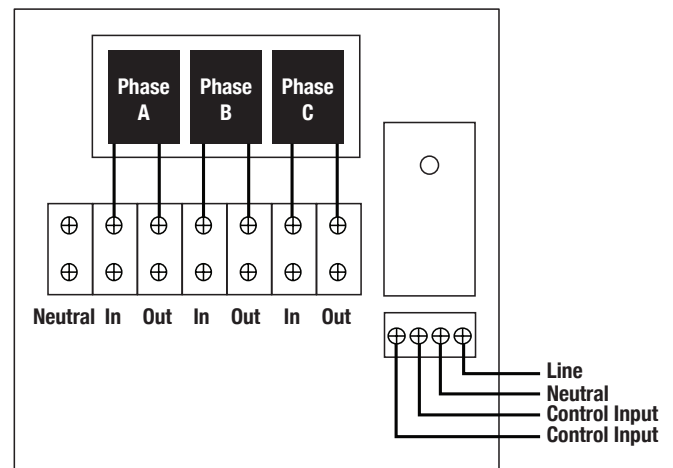 Phase A
Phase B
Phase C
Neutral In Out In Out In Out
Line
Neutral
Control Input
Control Input